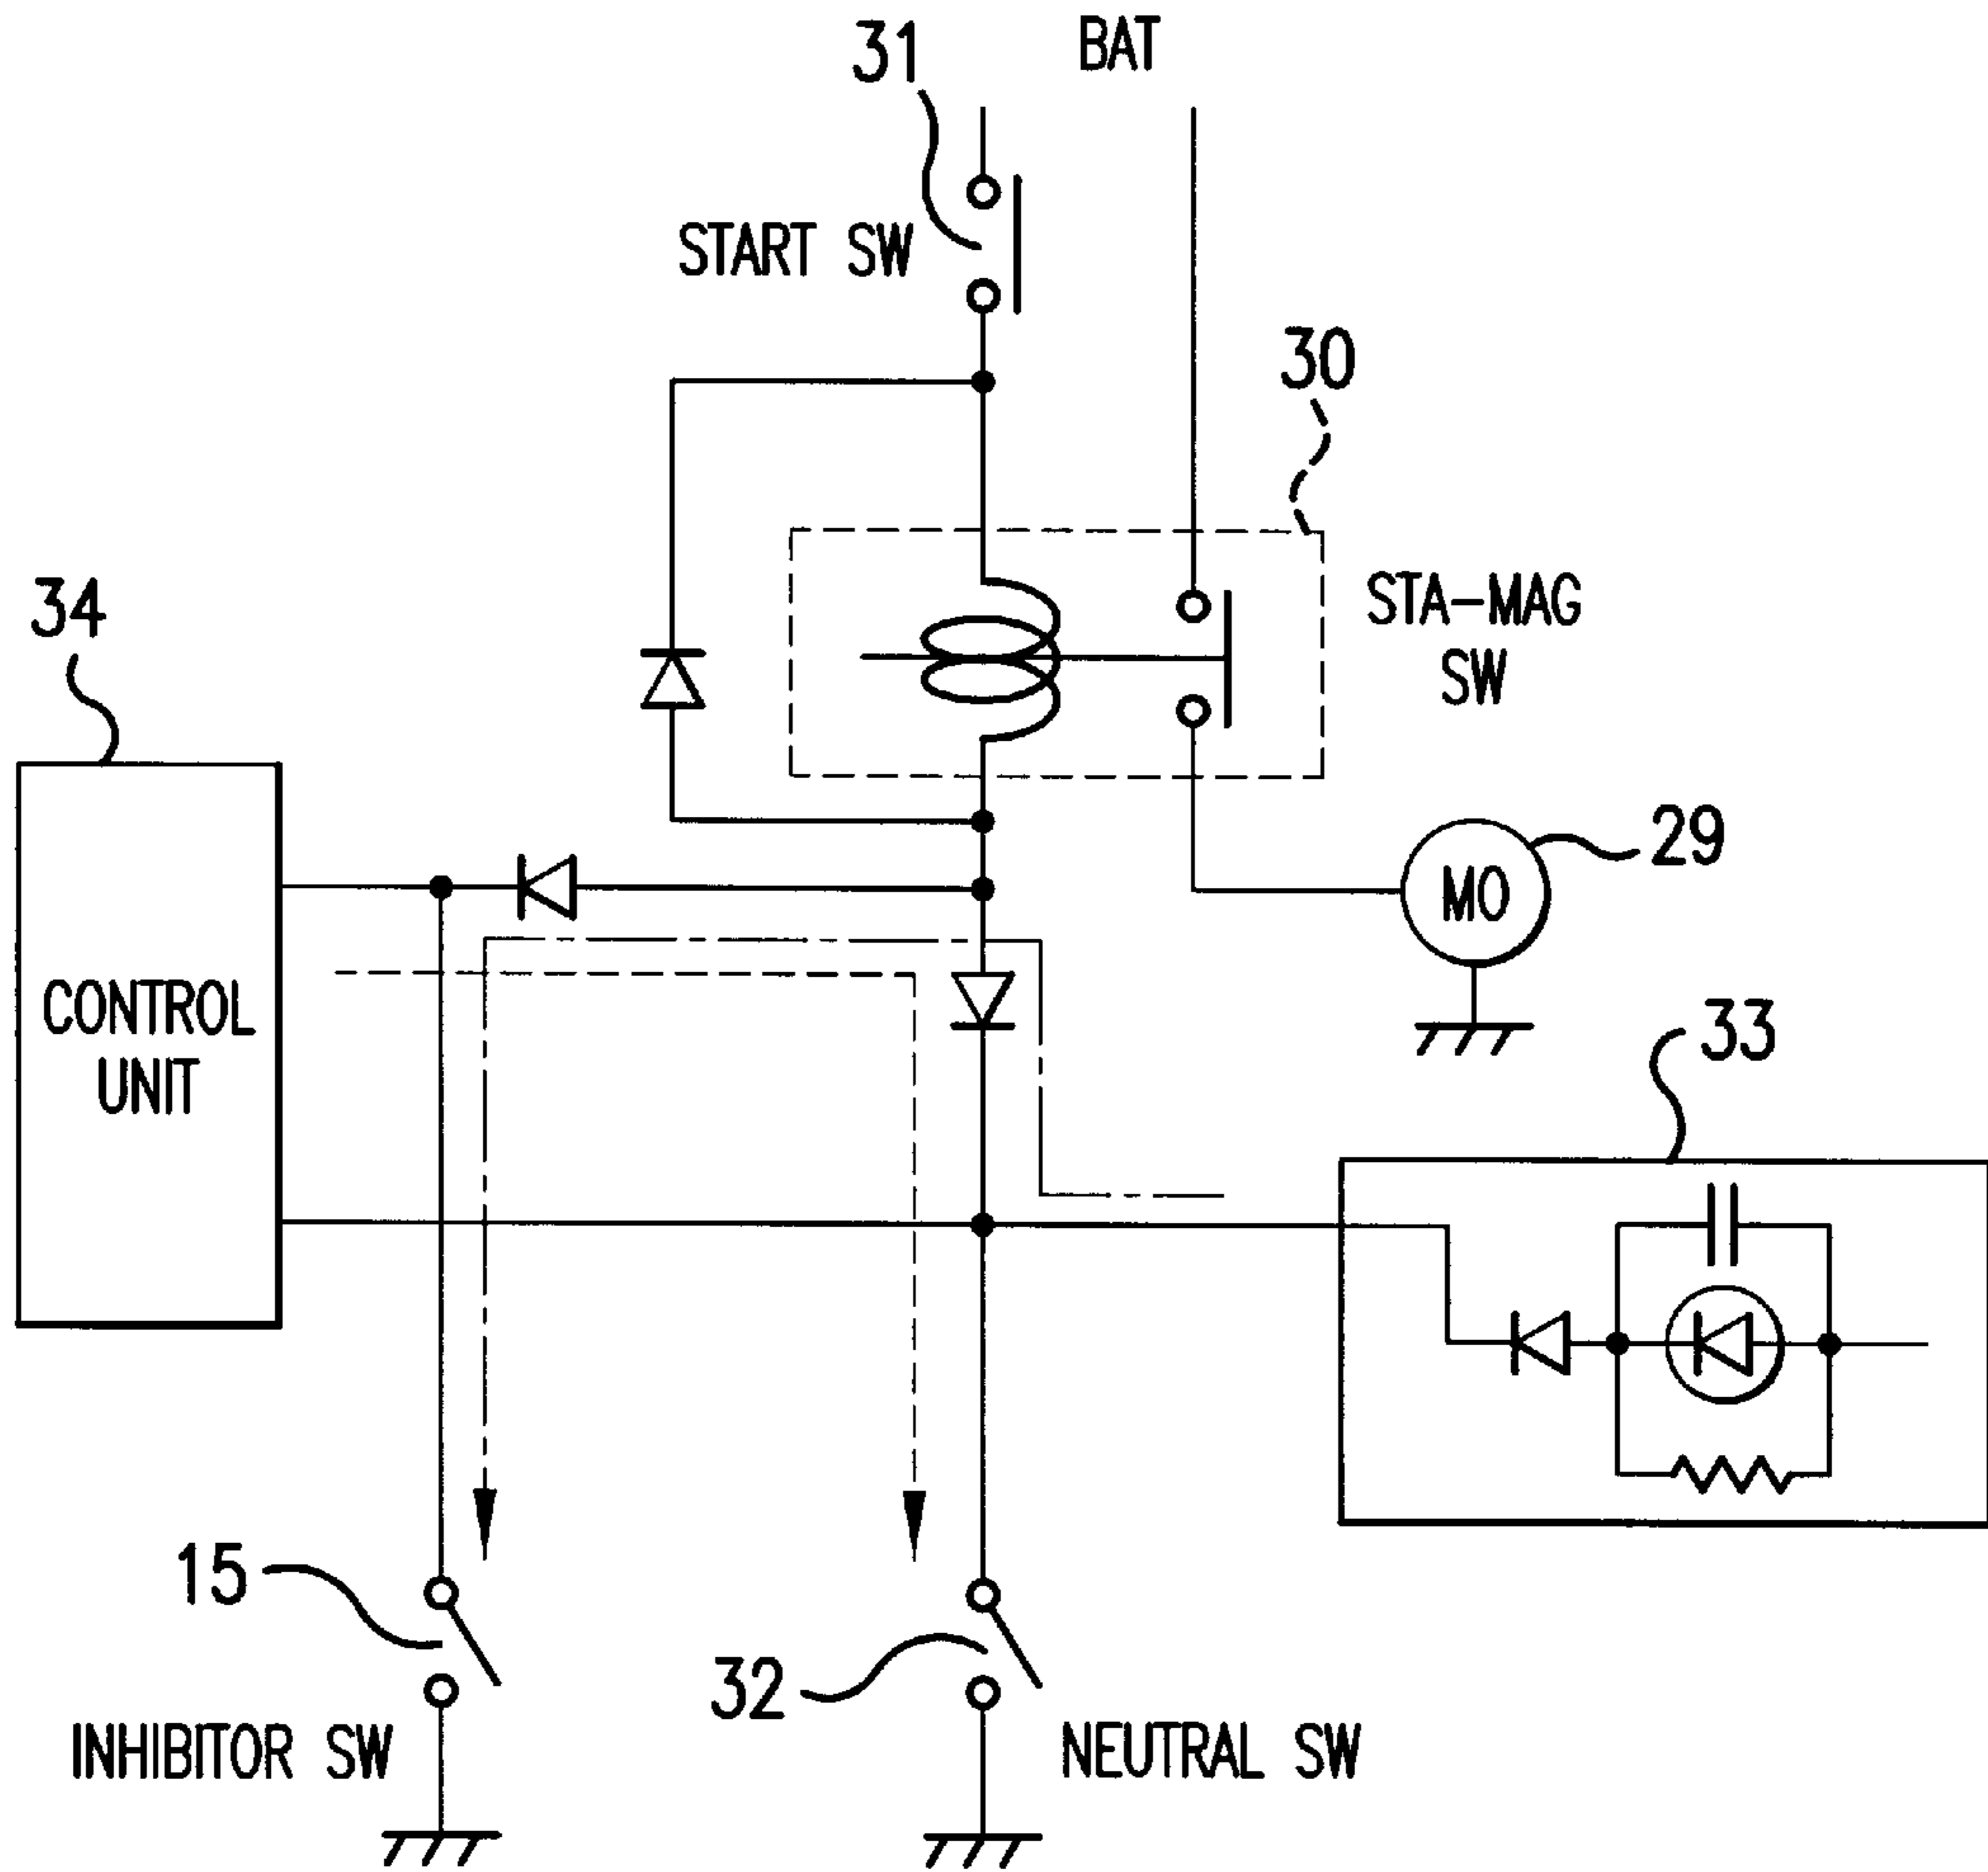 31
BAT
START SW
30
STA-MAG
SW
34
29
MO
CONTROL
UNIT
33
15
32
INHIBITOR SW
NEUTRAL SW